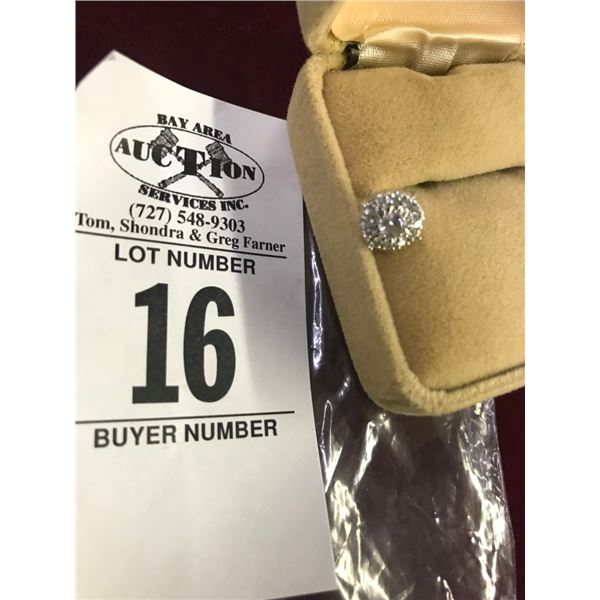 BAY AREA
AUCTION
SERVICES INC.
(727) 548-9303
Tom, Shondra & Greg Farner
LOT NUMBER
16
BUYER NUMBER